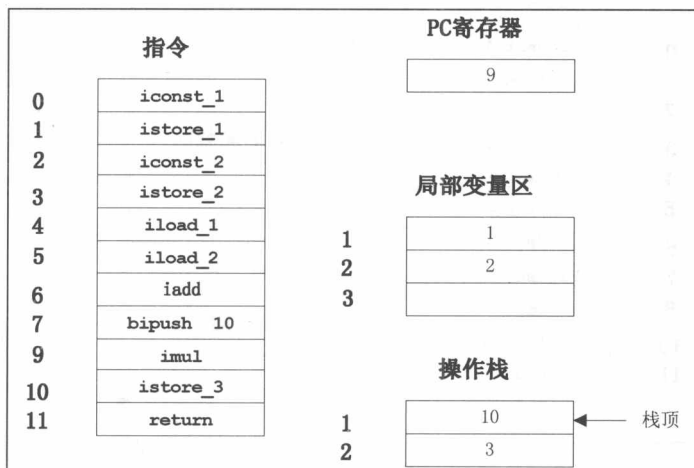 指令
0 iconst_1
1 istore_1
2 iconst_2
3 istore_2
4 iload_1
5 iload_2
6 iadd
7 bipush 10
9 imul
10 istore_3
11 return
PC寄存器
9
局部变量区
1 1
2 2
3
操作栈
1 10 栈顶
2 3